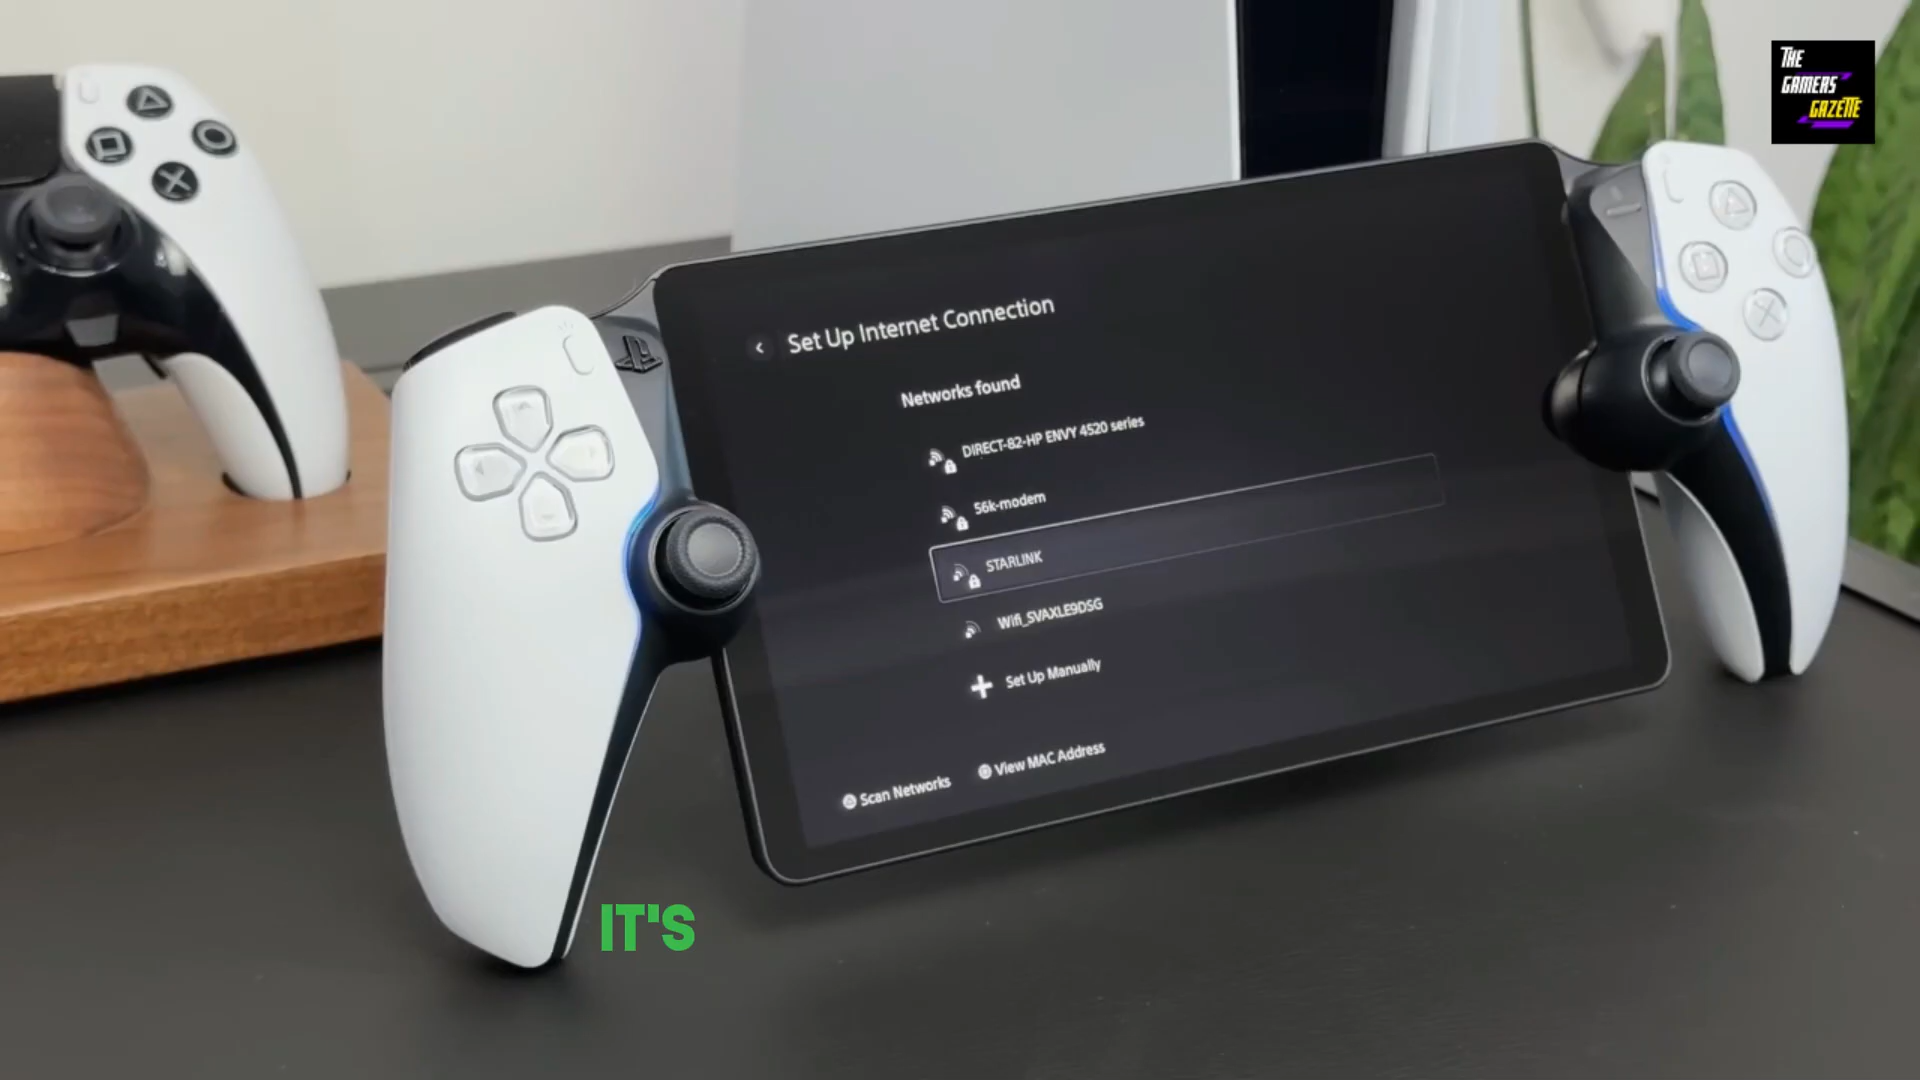 THE
GAMERS
GAZETTE
Set Up Internet Connection
Networks found
DIRECT-82-HP ENVY 4520 series
56k-modem
STARLINK
Wifi_SVAXLE9DSG
Set Up Manually
Scan Networks
View MAC Address
IT'S